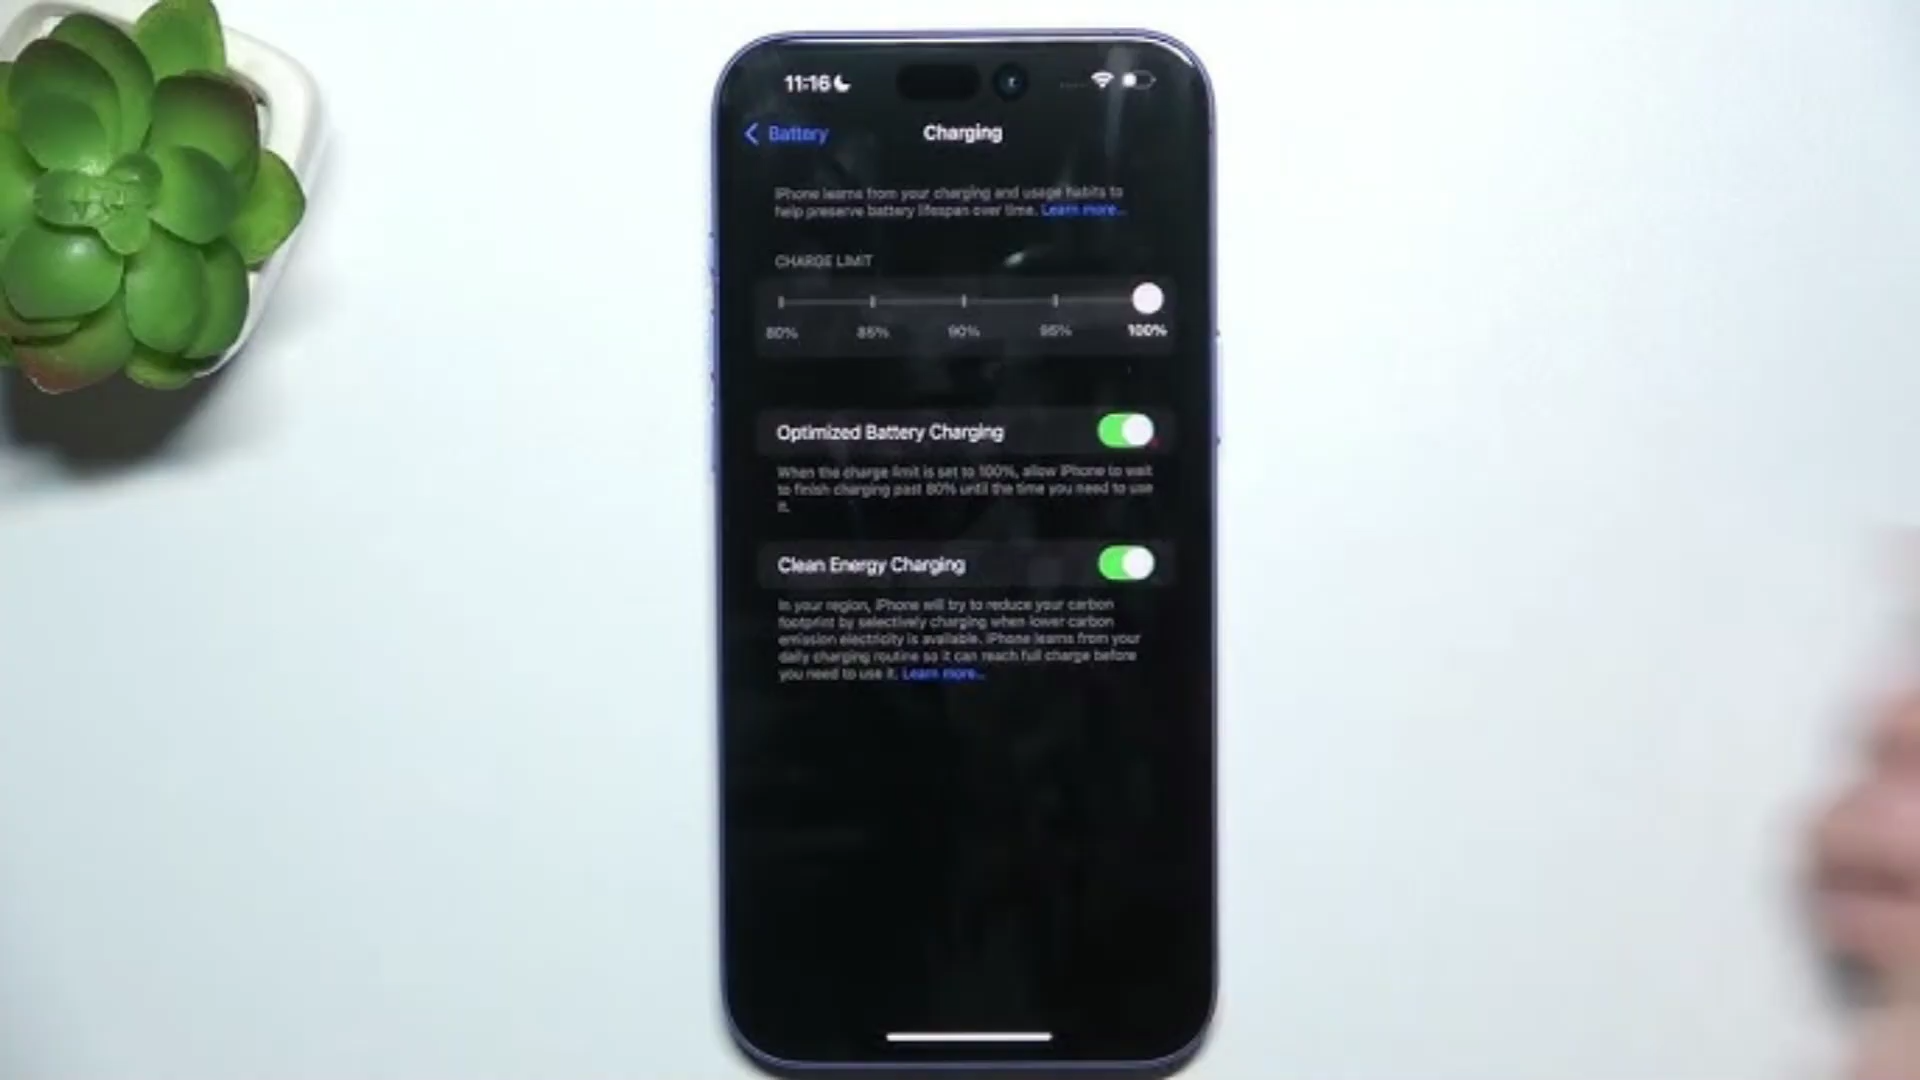 11:16
Battery
Charging
iPhone learns from your charging and usage habits to
help preserve battery lifespan over time. Learn more...
CHARGE LIMIT
80% 85% 90% 95% 100%
Optimized Battery Charging
When the charge limit is set to 100%, allow iPhone to wait
to finish charging past 80% until the time you need to use
it.
Clean Energy Charging
In your region, iPhone will try to reduce your carbon
footprint by selectively charging when lower carbon
emission electricity is available. iPhone learns from your
daily charging routine so it can reach full charge before
you need to use it. Learn more...